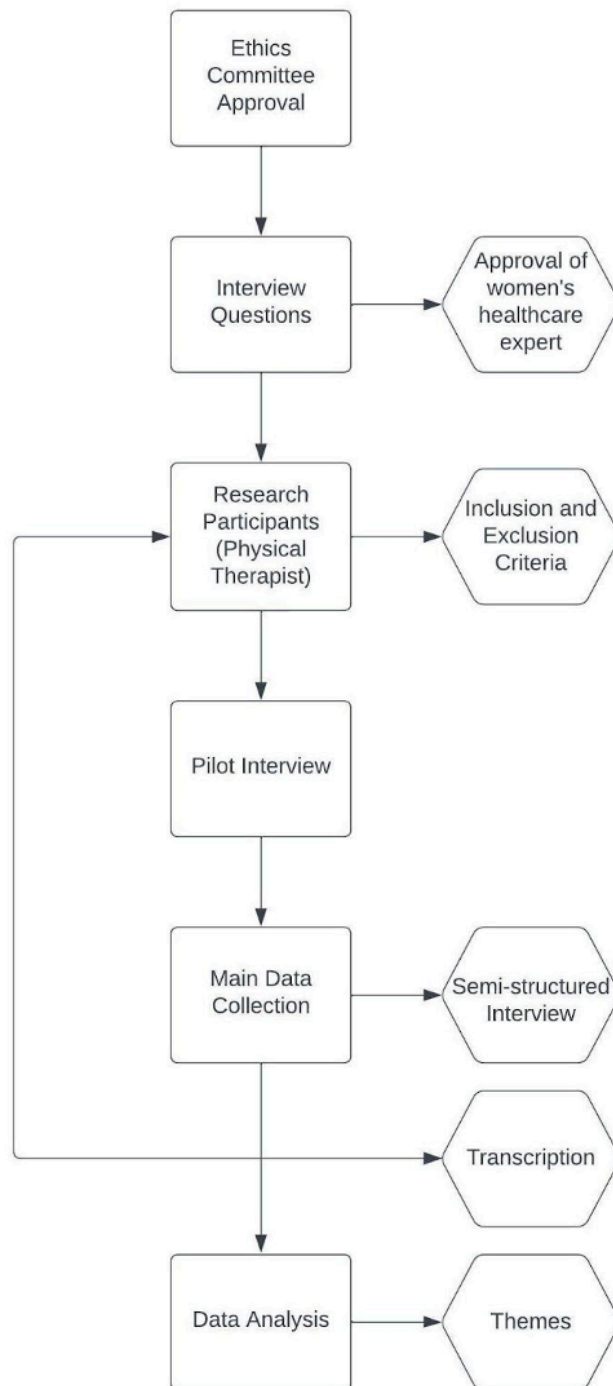 Ethics
Committee
Approval
Interview
Questions
Approval of
women's
healthcare
expert
Research
Participants
(Physical
Therapist)
Inclusion and
Exclusion
Criteria
Pilot Interview
Main Data
Collection
Semi-structured
Interview
Transcription
Data Analysis
Themes